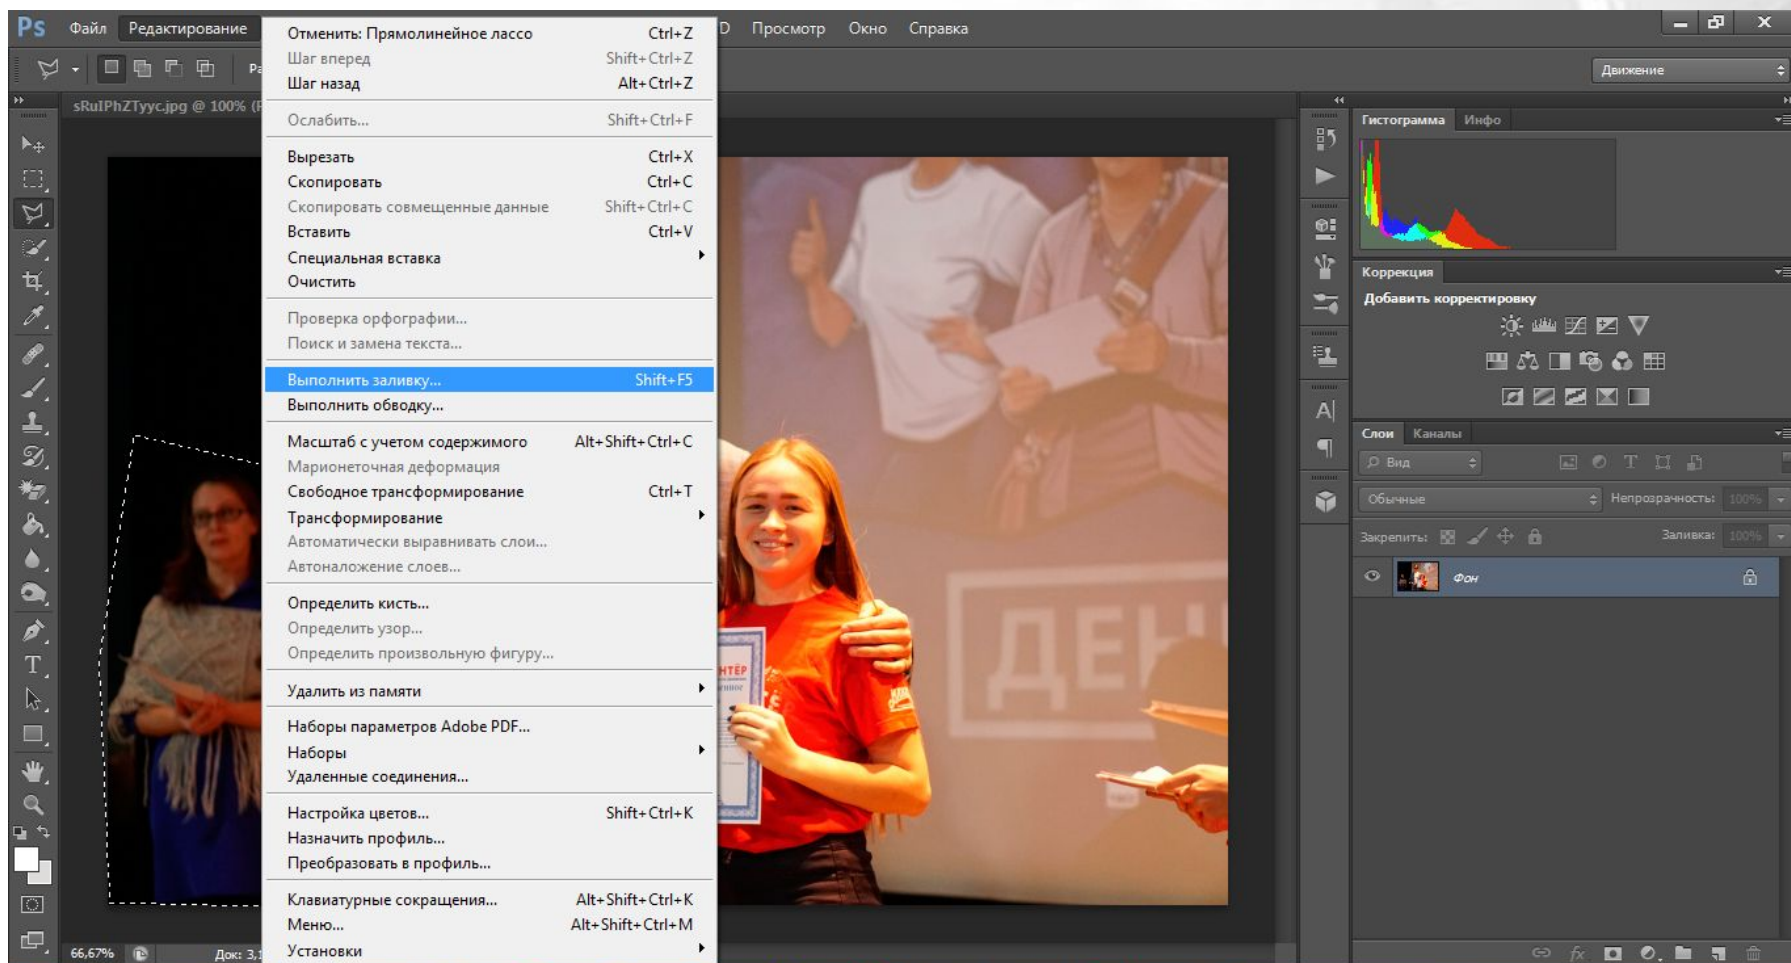 Ps Файл Редактирование D Просмотр Окно Справка
Движение
sRuIPhZTyyc.jpg @ 100%
Отменить: Прямолинейное лассо Ctrl+Z
Шаг вперед Shift+Ctrl+Z
Шаг назад Alt+Ctrl+Z
Ослабить... Shift+Ctrl+F
Вырезать Ctrl+X
Скопировать Ctrl+C
Скопировать совмещенные данные Shift+Ctrl+C
Вставить Ctrl+V
Специальная вставка
Очистить
Проверка орфографии...
Поиск и замена текста...
Выполнить заливку... Shift+F5
Выполнить обводку...
Масштаб с учетом содержимого Alt+Shift+Ctrl+C
Марионеточная деформация
Свободное трансформирование Ctrl+T
Трансформирование
Автоматически выравнивать слои...
Автоналожение слоев...
Определить кисть...
Определить узор...
Определить произвольную фигуру...
Удалить из памяти
Наборы параметров Adobe PDF...
Наборы
Удаленные соединения...
Настройка цветов... Shift+Ctrl+K
Назначить профиль...
Преобразовать в профиль...
Клавиатурные сокращения... Alt+Shift+Ctrl+K
Меню... Alt+Shift+Ctrl+M
Установки
ДЕН
НТЁР
Гистограмма Инфо
Коррекция
Добавить корректировку
Слои Каналы
Вид
Обычные Непрозрачность: 100%
Закрепить: Заливка: 100%
Фон
66,67% Док: 3,1